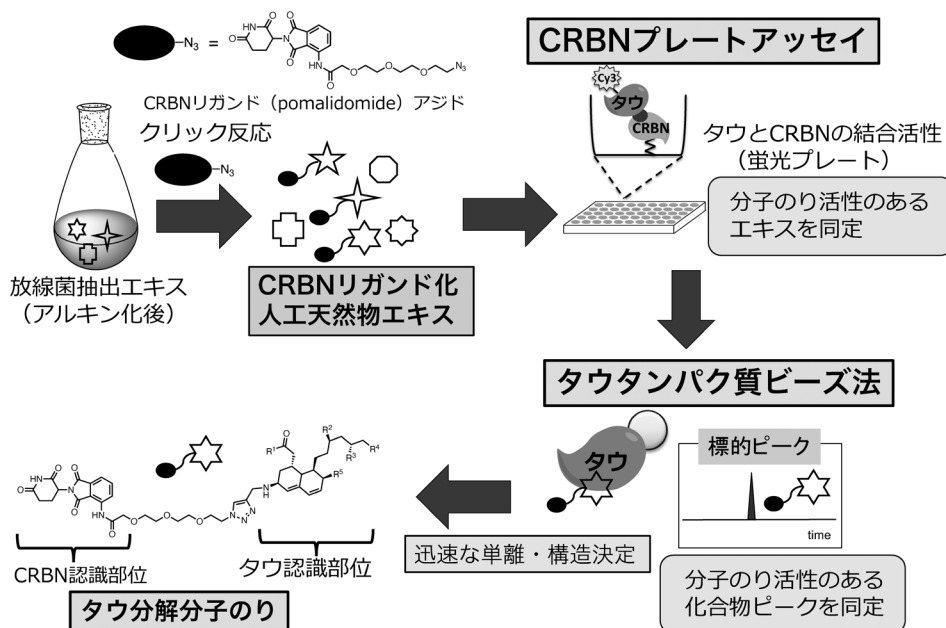 N₃
=
CRBNリガンド（pomalidomide）アジド
クリック反応
N₃
放線菌抽出エキス
（アルキン化後）
CRBNリガンド化
人工天然物エキス
CRBNプレートアッセイ
Cy3
タウ
CRBN
タウとCRBNの結合活性
（蛍光プレート）
分子のり活性のある
エキスを同定
タウタンパク質ビーズ法
タウ
標的ピーク
time
分子のり活性のある
化合物ピークを同定
迅速な単離・構造決定
CRBN認識部位
タウ認識部位
タウ分解分子のり